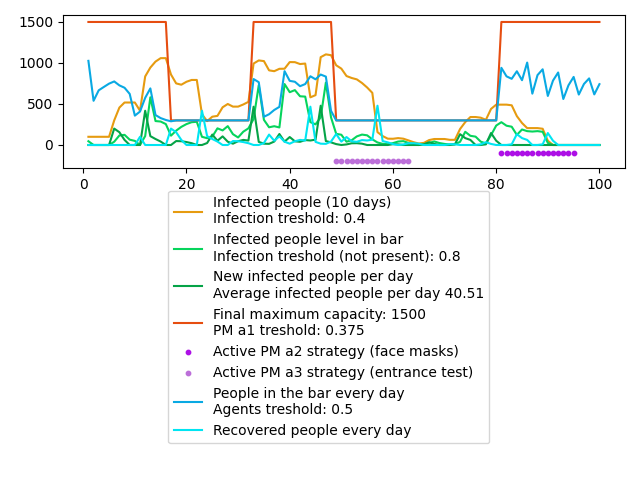 1500
1000
500
0
0 20 40 60 80 100
Infected people (10 days)
Infection treshold: 0.4
Infected people level in bar
Infection treshold (not present): 0.8
New infected people per day
Average infected people per day 40.51
Final maximum capacity: 1500
PM a1 treshold: 0.375
Active PM a2 strategy (face masks)
Active PM a3 strategy (entrance test)
People in the bar every day
Agents treshold: 0.5
Recovered people every day